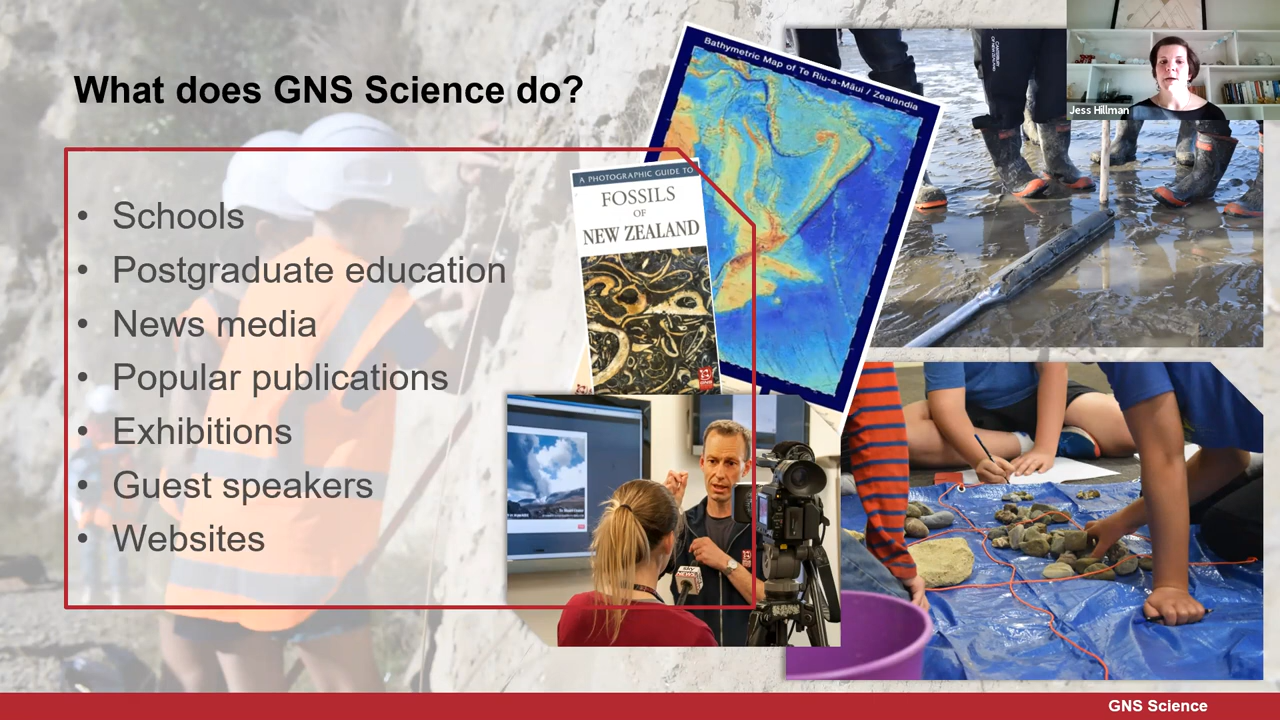 What does GNS Science do?
Jess Hillman
• Schools
• Postgraduate education
• News media
• Popular publications
• Exhibitions
• Guest speakers
• Websites
Bathymetric Map of Te Riu-a-Māui / Zealandia
A PHOTOGRAPHIC GUIDE TO
FOSSILS
OF
NEW ZEALAND
GNS Science